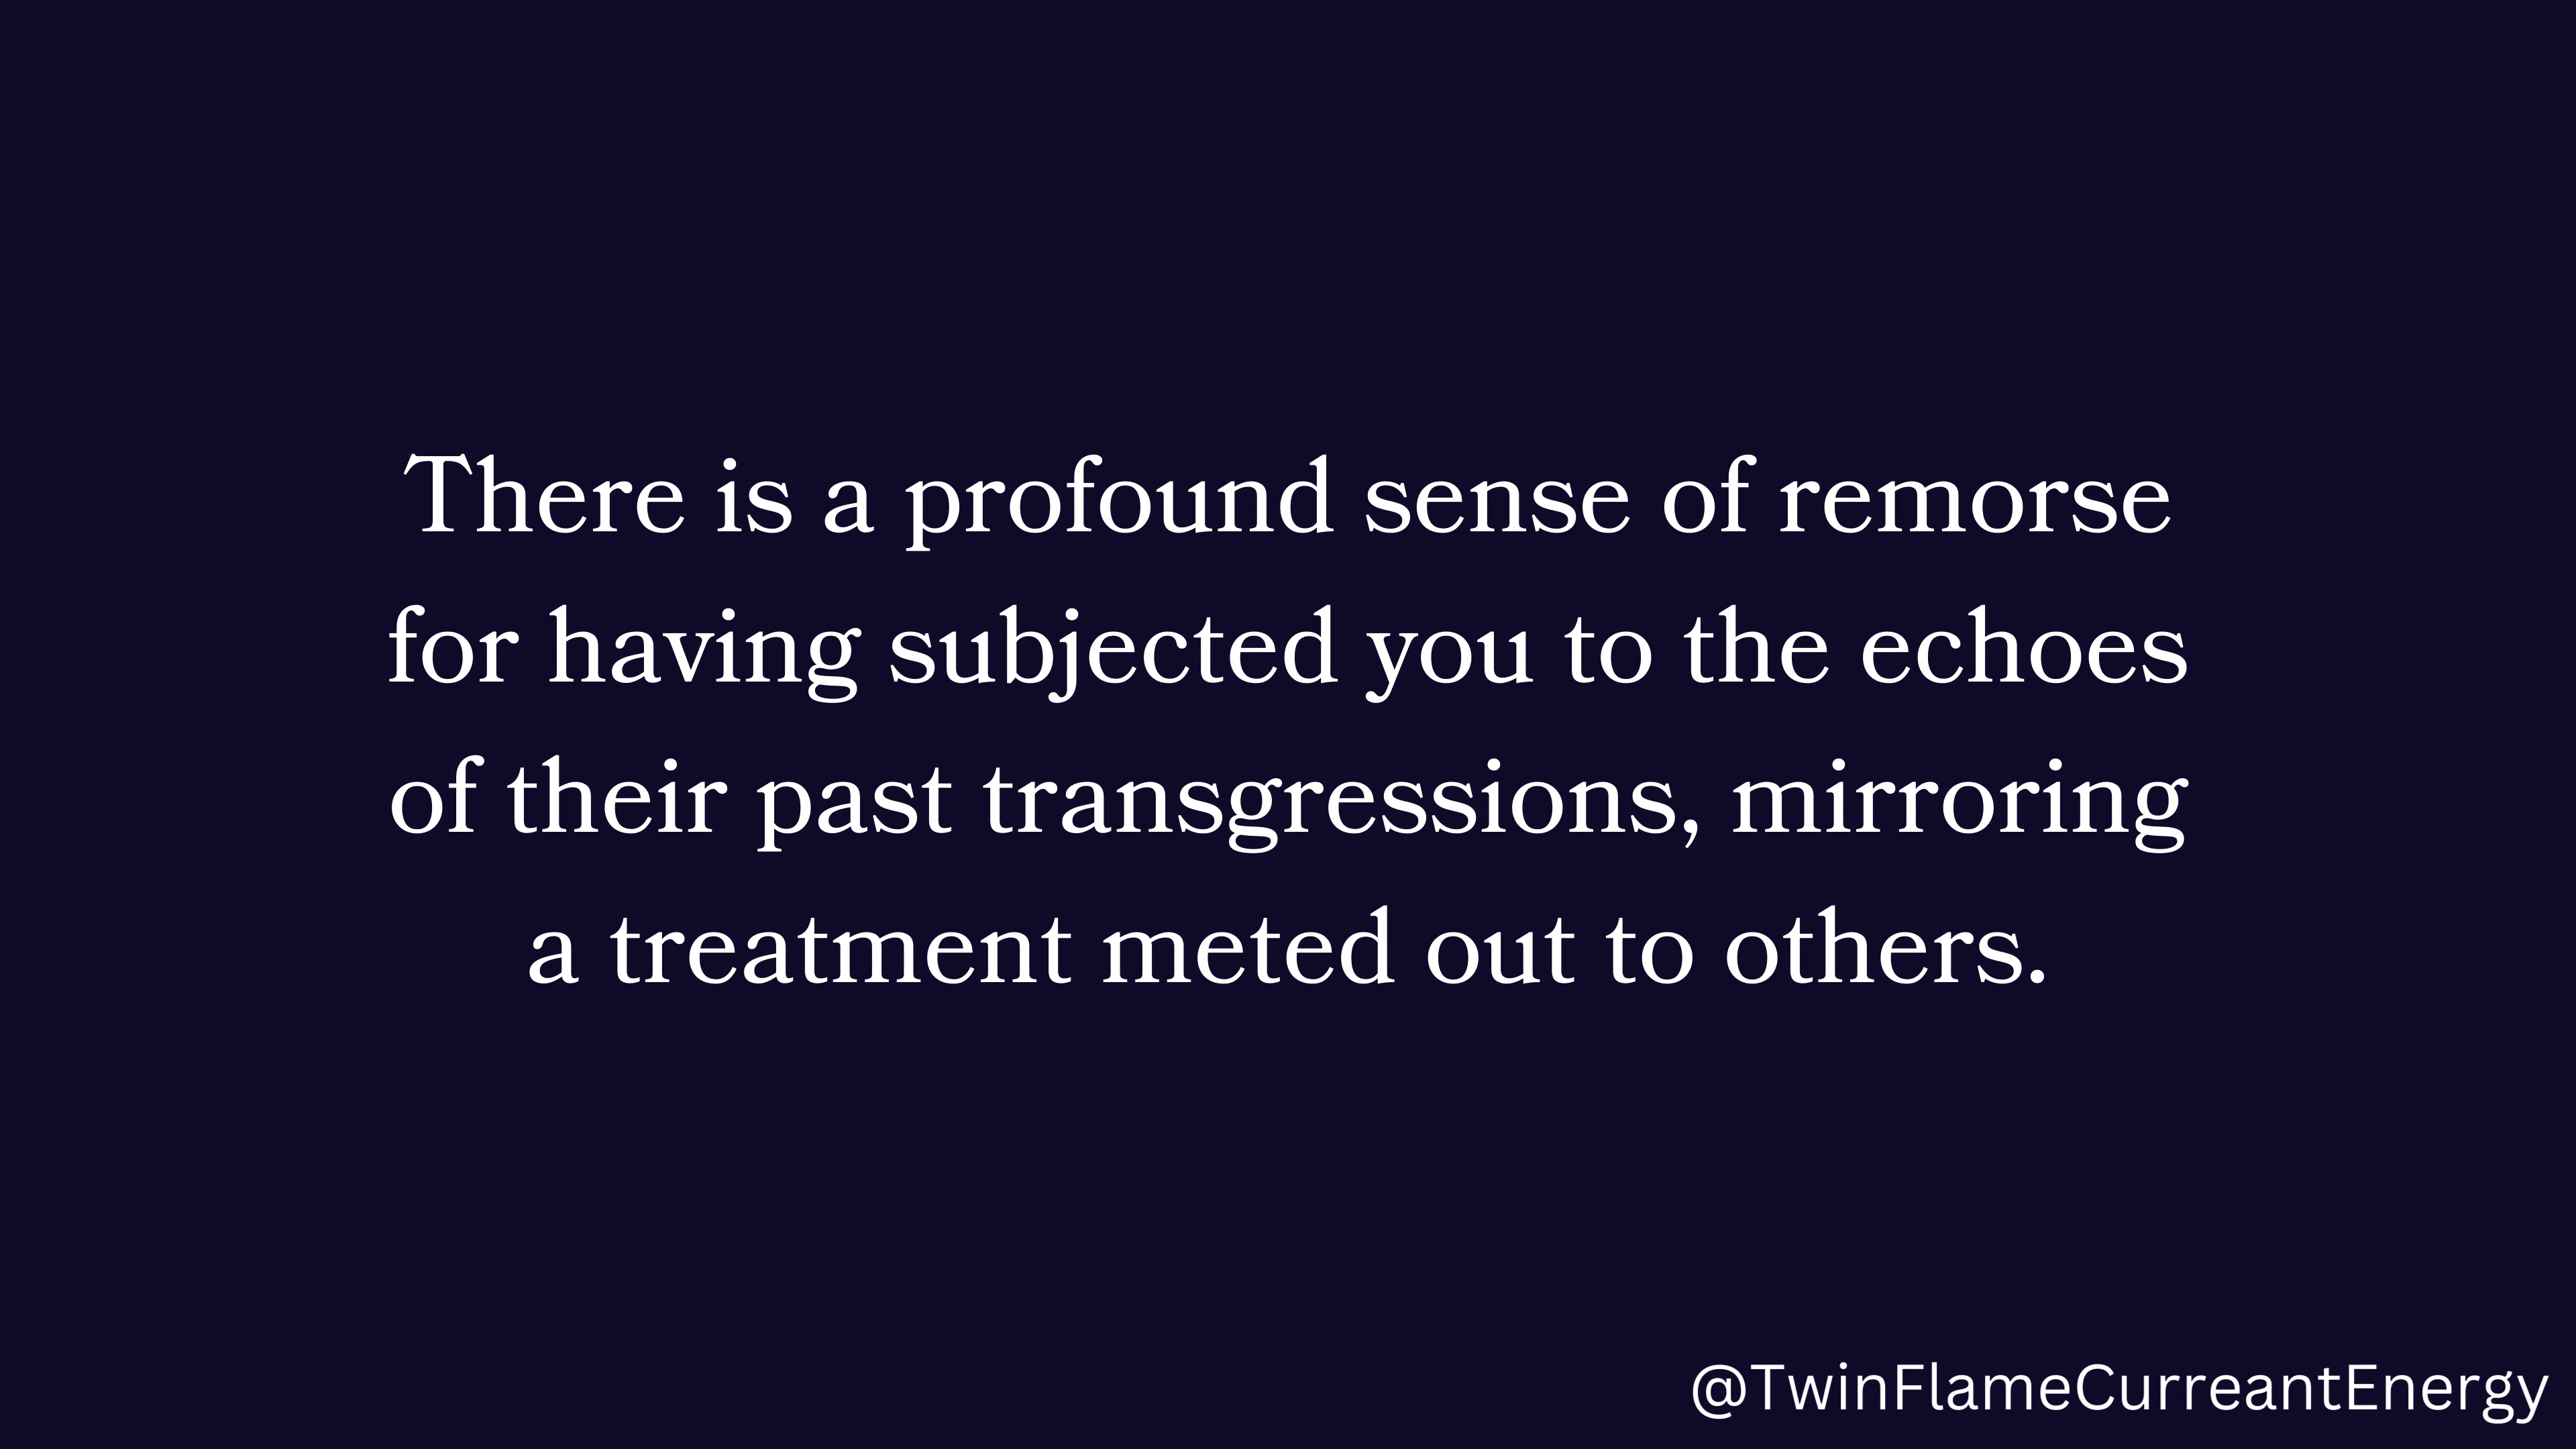 There is a profound sense of remorse
for having subjected you to the echoes
of their past transgressions, mirroring
a treatment meted out to others.
@TwinFlameCurreantEnergy